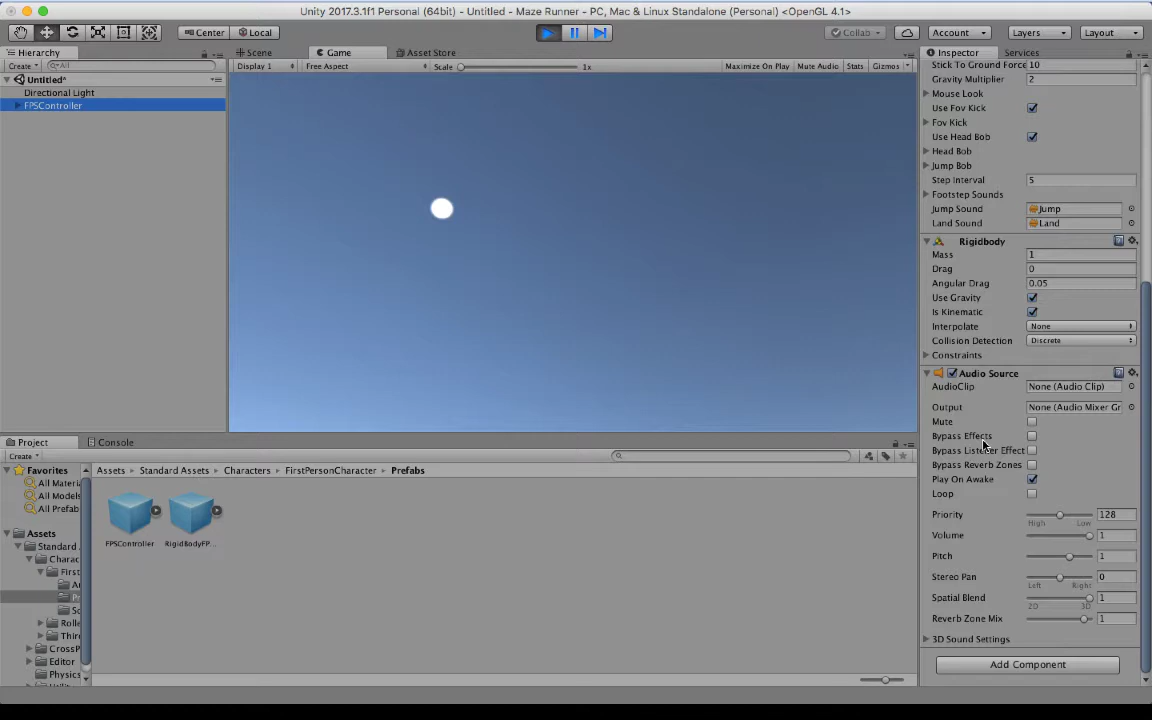 Unity 2017.3.1f1 Personal (64bit) - Untitled - Maze Runner - PC, Mac & Linux Standalone (Personal) <OpenGL 4.1>
Center Local Collab Account Layers Layout
Hierarchy
Create All
Untitled*
Directional Light
FPSController
Scene Game Asset Store
Display 1 Free Aspect Scale 1x Maximize On Play Mute Audio Stats Gizmos
Inspector Services
Stick To Ground Force 10
Gravity Multiplier 2
Mouse Look
Use Fov Kick
Fov Kick
Use Head Bob
Head Bob
Jump Bob
Step Interval 5
Footstep Sounds
Jump Sound Jump
Land Sound Land
Rigidbody
Mass 1
Drag 0
Angular Drag 0.05
Use Gravity
Is Kinematic
Interpolate None
Collision Detection Discrete
Constraints
Audio Source
AudioClip None (Audio Clip)
Output None (Audio Mixer Gr
Mute
Bypass Effects
Bypass Listener Effect
Bypass Reverb Zones
Play On Awake
Loop
Priority 128
High Low
Volume 1
Pitch 1
Stereo Pan 0
Left Right
Spatial Blend 1
2D 3D
Reverb Zone Mix 1
3D Sound Settings
Add Component
Project Console
Create
Favorites
All Materia
All Models
All Prefab
Assets
Standard
Charac
First
Au
Pr
Sc
Rolle
Third
CrossP
Editor
Physics
Assets Standard Assets Characters FirstPersonCharacter Prefabs
FPSController RigidBodyFP...